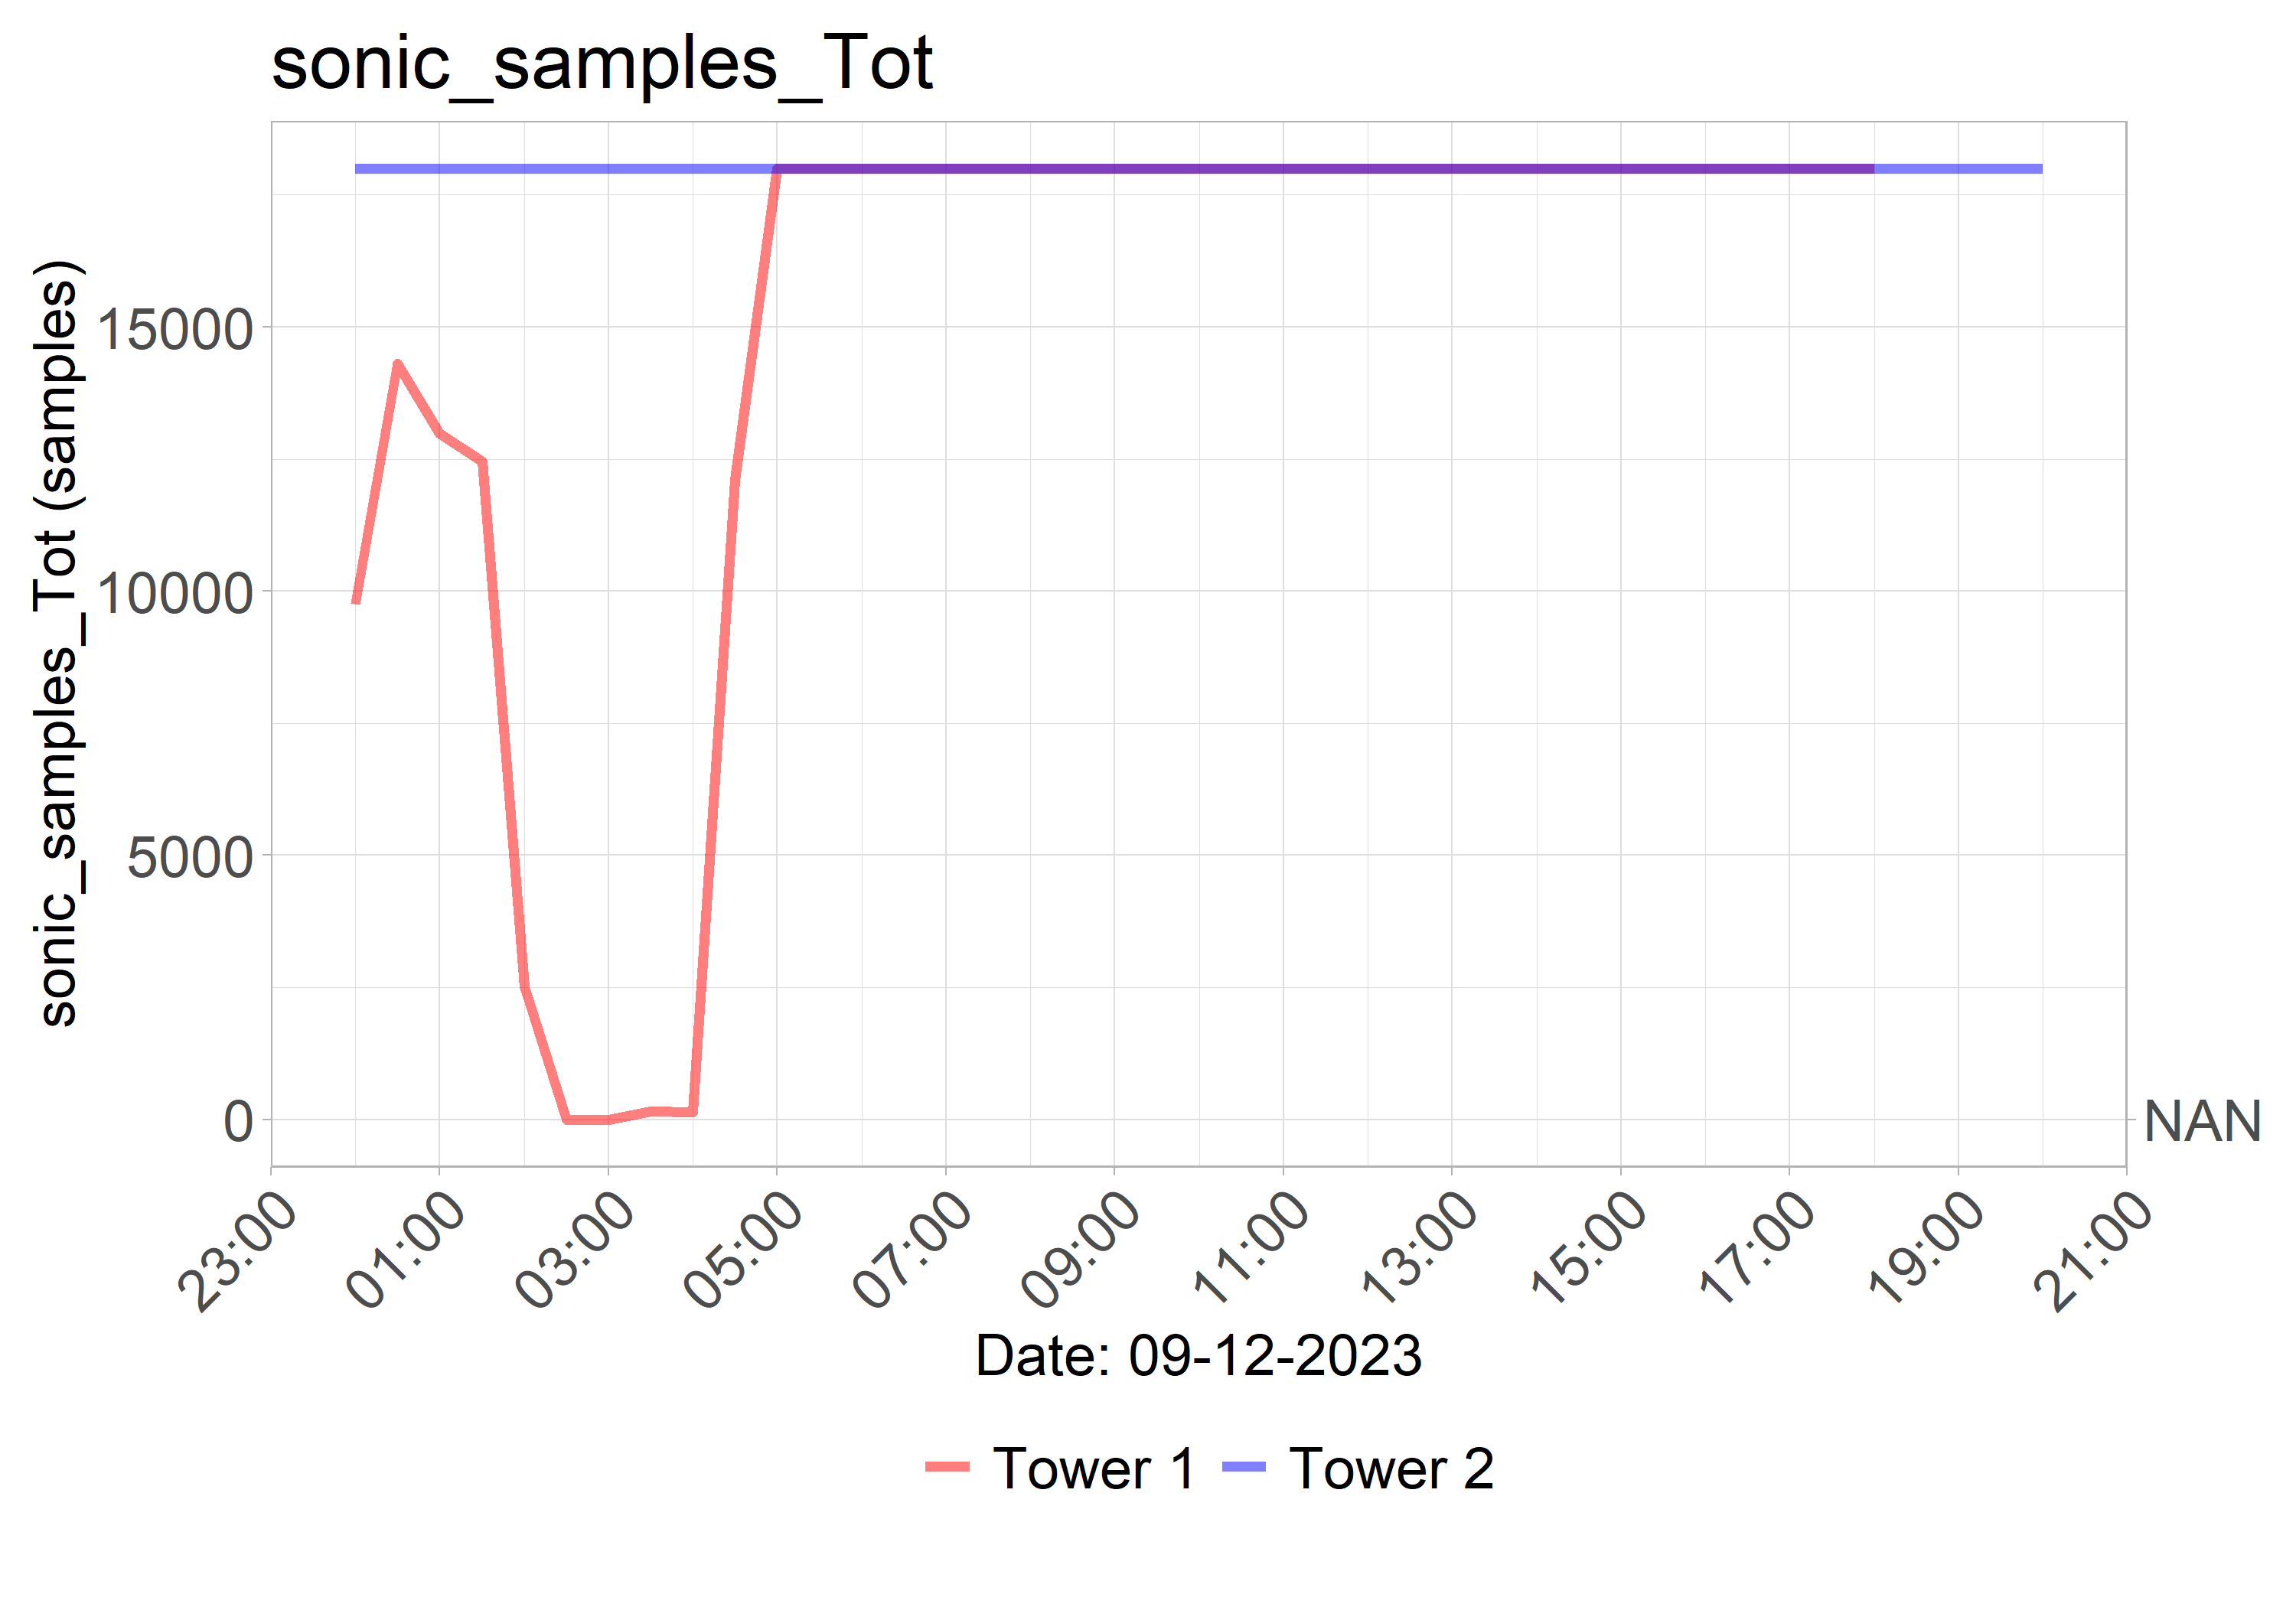 sonic_samples_Tot
sonic_samples_Tot (samples)
15000
10000
5000
0
NAN
23:00
01:00
03:00
05:00
07:00
09:00
11:00
13:00
15:00
17:00
19:00
21:00
Date: 09-12-2023
Tower 1
Tower 2